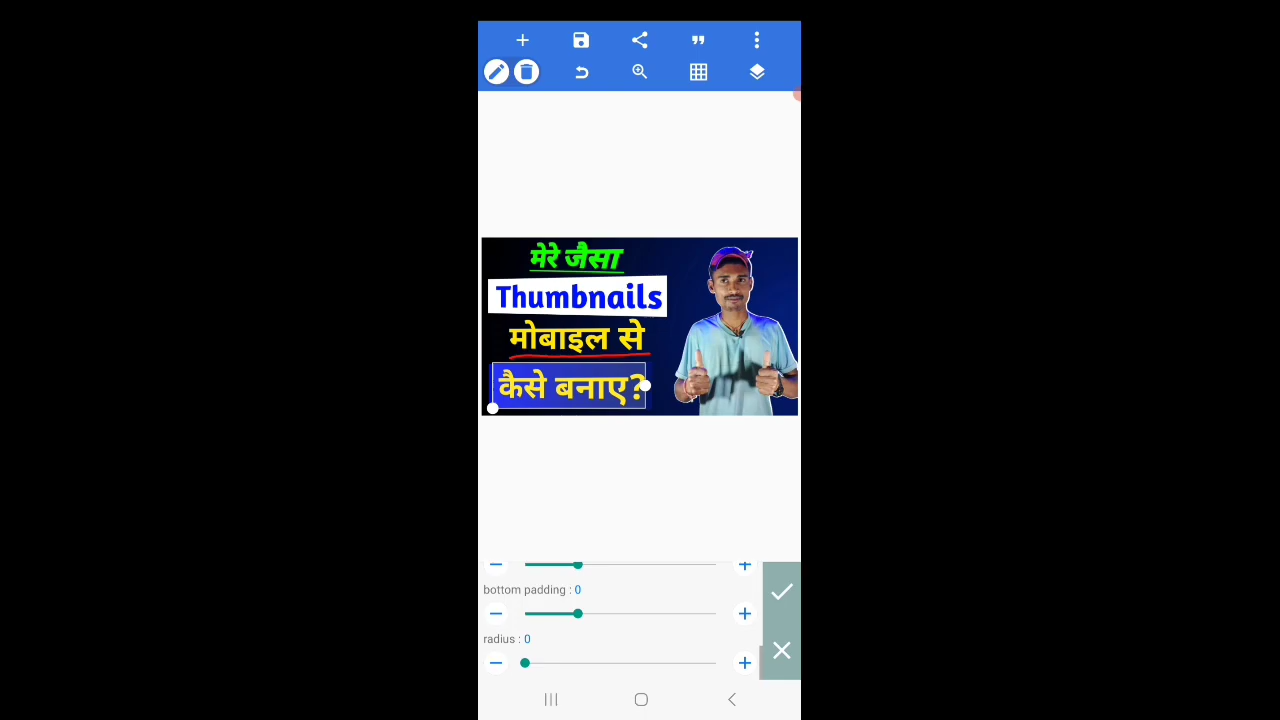 मेरे जैसा
Thumbnails
मोबाइल से
कैसे बनाए?
bottom padding : 0
radius : 0